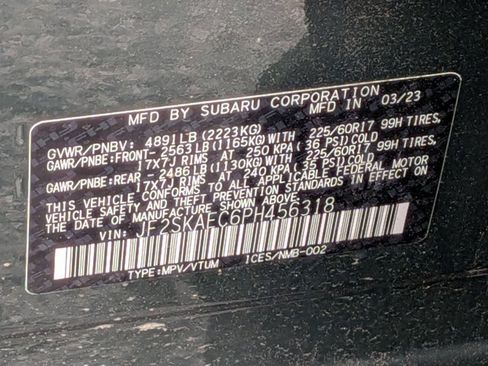 MFD BY SUBARU CORPORATION IN 03/23
GVWR/PNBV: 4891LB(2223KG)
GAWR/PNBE:FRONT - 2563LB(1165KG)WITH 225/60R17 99H TIRES,
17X7J RIMS AT 250 KPA( 36 PSI)COLD
GAWR/PNBE:REAR - 2486LB(1130KG)WITH 225/60R17 99H TIRES,
17X7J RIMS AT 240 KPA( 35 PSI)COLD
THIS VEHICLE CONFORMS TO ALL APPLICABLE FEDERAL MOTOR
VEHICLE SAFETY AND THEFT PREVENTION STANDARDS IN EFFECT ON
THE DATE OF MANUFACTURE SHOWN ABOVE.
VIN: JF2SKAEC6PH456318
TYPE:MPV/VTUM ICES/NMB-002